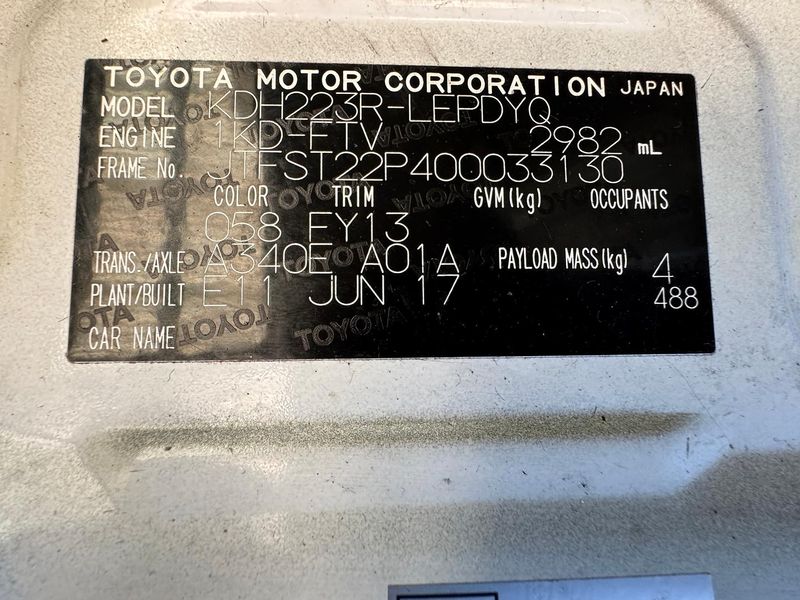 TOYOTA MOTOR CORPORATION JAPAN
MODEL KDH223R-LEPDYQ
ENGINE 1KD-FTV 2982 mL
FRAME No. JTFST22P400033130
COLOR TRIM GVM(kg) OCCUPANTS
058 FY13
TRANS./AXLE A340E A01A PAYLOAD MASS(kg) 4
PLANT/BUILT E11 JUN 17 488
CAR NAME